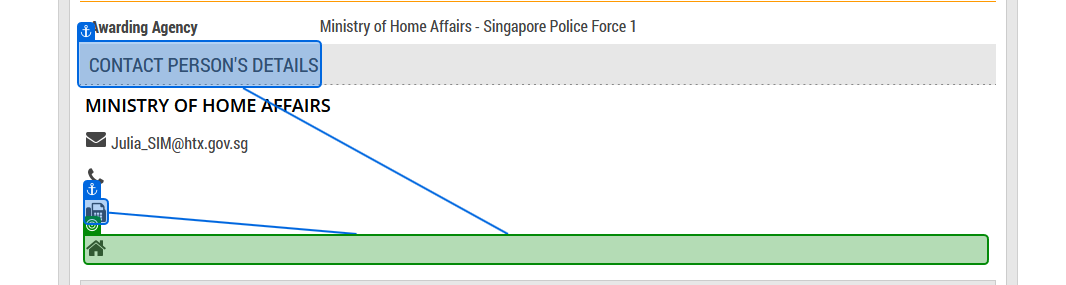 Awarding Agency Ministry of Home Affairs - Singapore Police Force 1
CONTACT PERSON'S DETAILS
MINISTRY OF HOME AFFAIRS
Julia_SIM@htx.gov.sg